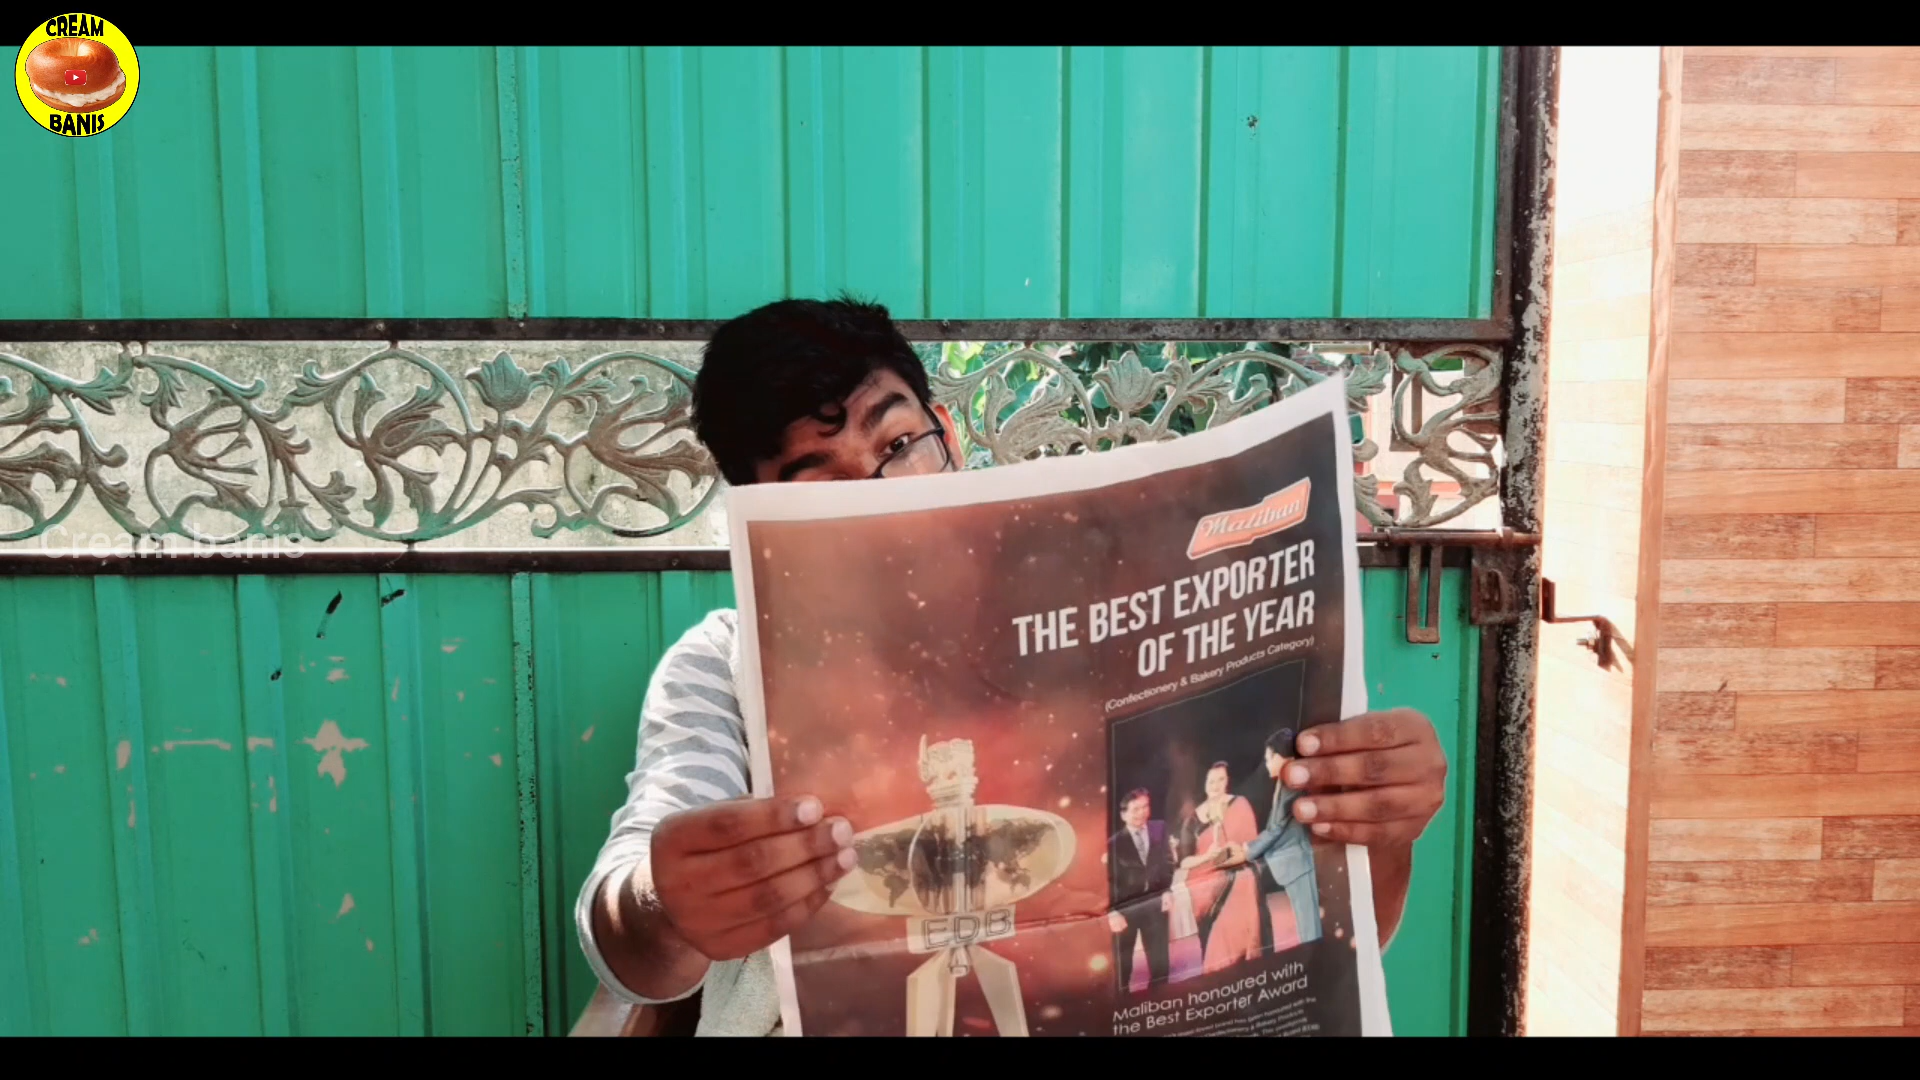 CREAM
BANIS
Cream banis
Maliban
THE BEST EXPORTER
OF THE YEAR
(Confectionery & Bakery Products Category)
EDB
Maliban honoured with
the Best Exporter Award